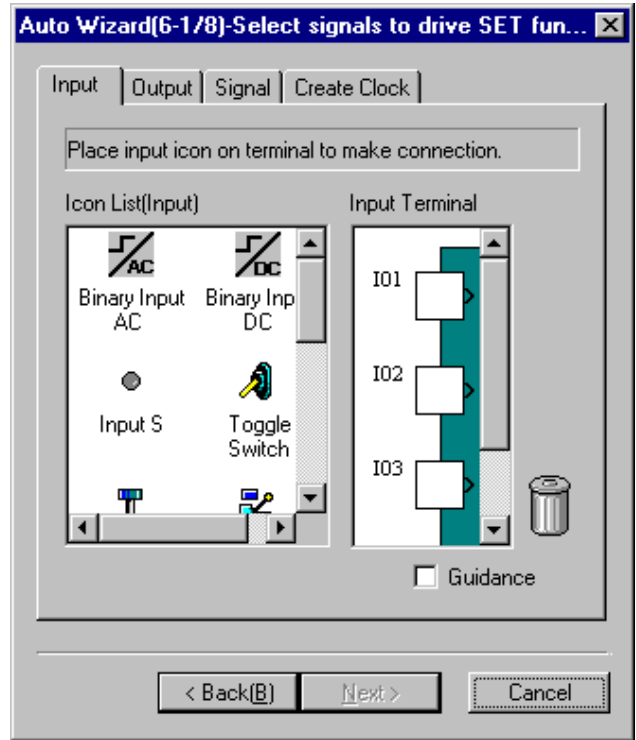 Auto Wizard(6-1/8)-Select signals to drive SET fun...
Input Output Signal Create Clock
Place input icon on terminal to make connection.
Icon List(Input)
Input Terminal
AC
DC
Binary Input
AC
Binary Inp
DC
Input S
Toggle
Switch
I01
I02
I03
Guidance
< Back(B)
Next >
Cancel